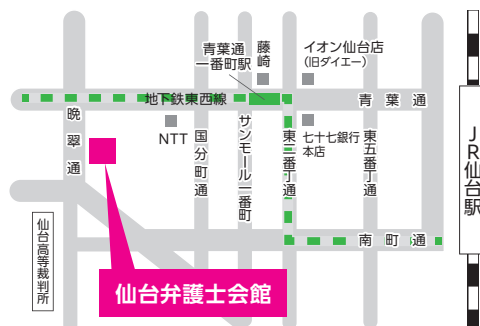 青葉通
一番町駅
藤崎
イオン仙台店
(旧ダイエー)
地下鉄東西線
青葉通
晩翠通
NTT
国分町通
サンモール一番町
東二番丁通
七十七銀行
本店
東五番丁通
JR仙台駅
南町通
仙台高等裁判所
仙台弁護士会館